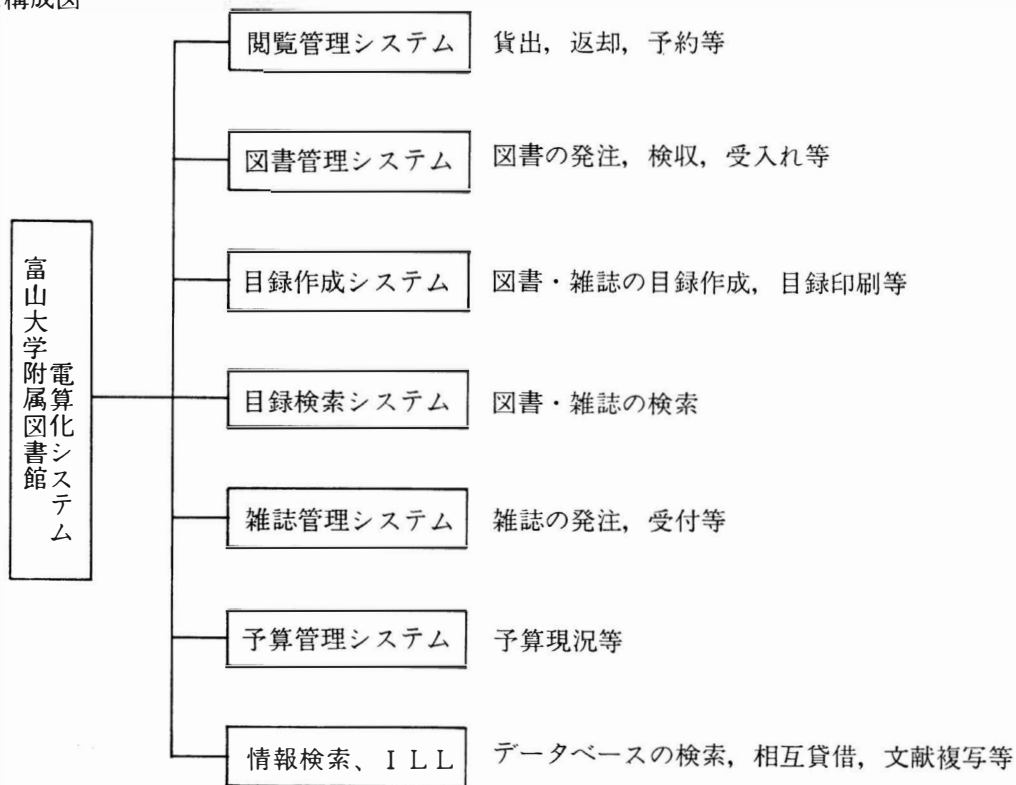 構成図
閲覧管理システム 貨出，返却，予約等
図書管理システム 図書の発注，検収，受入れ等
目録作成システム 図書・雑誌の目録作成，目録印刷等
富山大学附属図書館
電算化システム
目録検索システム 図書・雑誌の検索
雑誌管理システム 雑誌の発注，受付等
予算管理システム 予算現況等
情報検索、ＩＬＬ データベースの検索，相互貸借，文献複写等